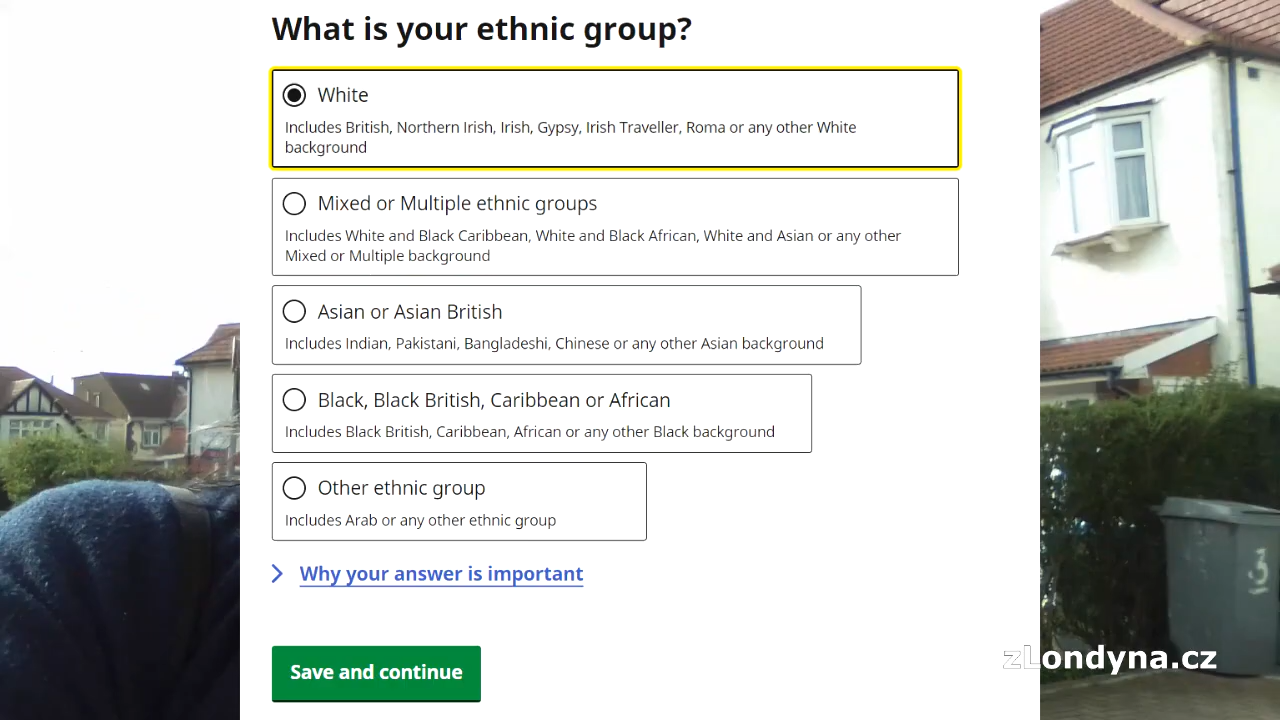 What is your ethnic group?
White
Includes British, Northern Irish, Irish, Gypsy, Irish Traveller, Roma or any other White
background
Mixed or Multiple ethnic groups
Includes White and Black Caribbean, White and Black African, White and Asian or any other
Mixed or Multiple background
Asian or Asian British
Includes Indian, Pakistani, Bangladeshi, Chinese or any other Asian background
Black, Black British, Caribbean or African
Includes Black British, Caribbean, African or any other Black background
Other ethnic group
Includes Arab or any other ethnic group
Why your answer is important
Save and continue
3
zLondyna.cz